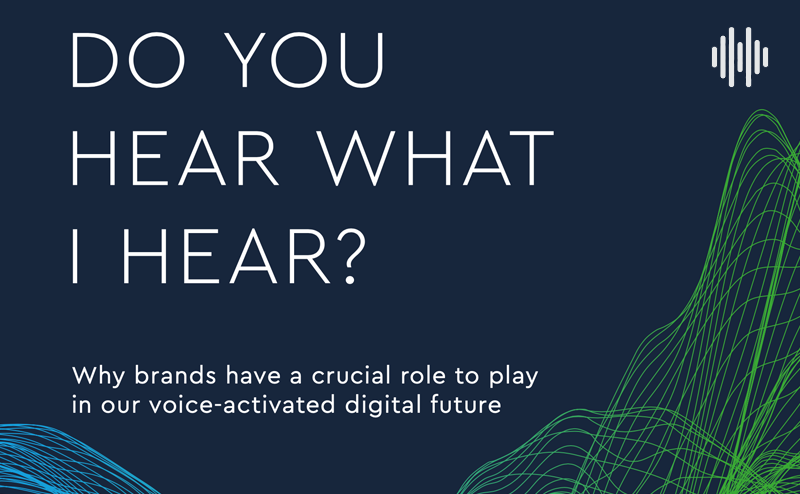 DO YOU
HEAR WHAT
I HEAR?
Why brands have a crucial role to play
in our voice-activated digital future